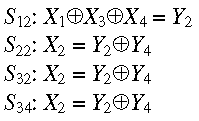 S₁₂: X₁⊕X₃⊕X₄ = Y₂
S₂₂: X₂ = Y₂⊕Y₄
S₃₂: X₂ = Y₂⊕Y₄
S₃₄: X₂ = Y₂⊕Y₄